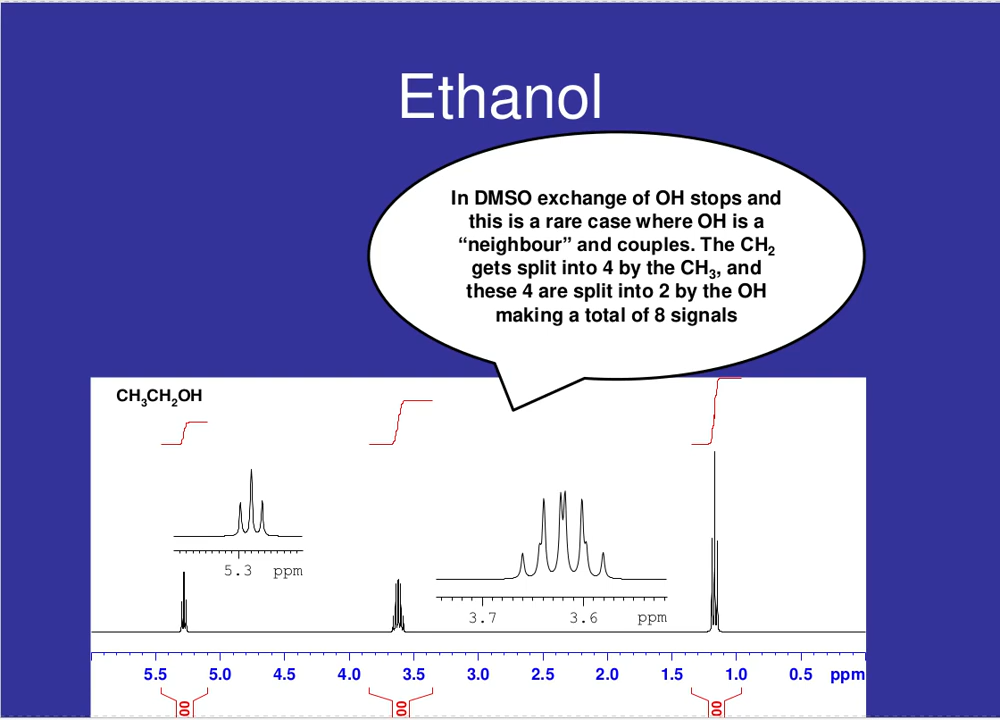 Ethanol
In DMSO exchange of OH stops and
this is a rare case where OH is a
“neighbour” and couples. The CH₂
gets split into 4 by the CH₃, and
these 4 are split into 2 by the OH
making a total of 8 signals
CH₃CH₂OH
5.3 ppm
3.7 3.6 ppm
5.5 5.0 4.5 4.0 3.5 3.0 2.5 2.0 1.5 1.0 0.5 ppm
00 00 00